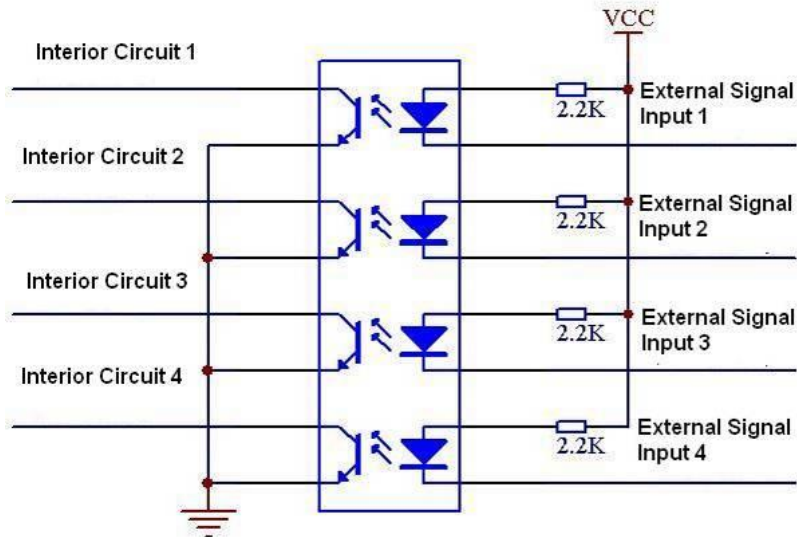 VCC
Interior Circuit 1
External Signal
Input 1
2.2K
Interior Circuit 2
External Signal
Input 2
2.2K
Interior Circuit 3
External Signal
Input 3
2.2K
Interior Circuit 4
External Signal
Input 4
2.2K